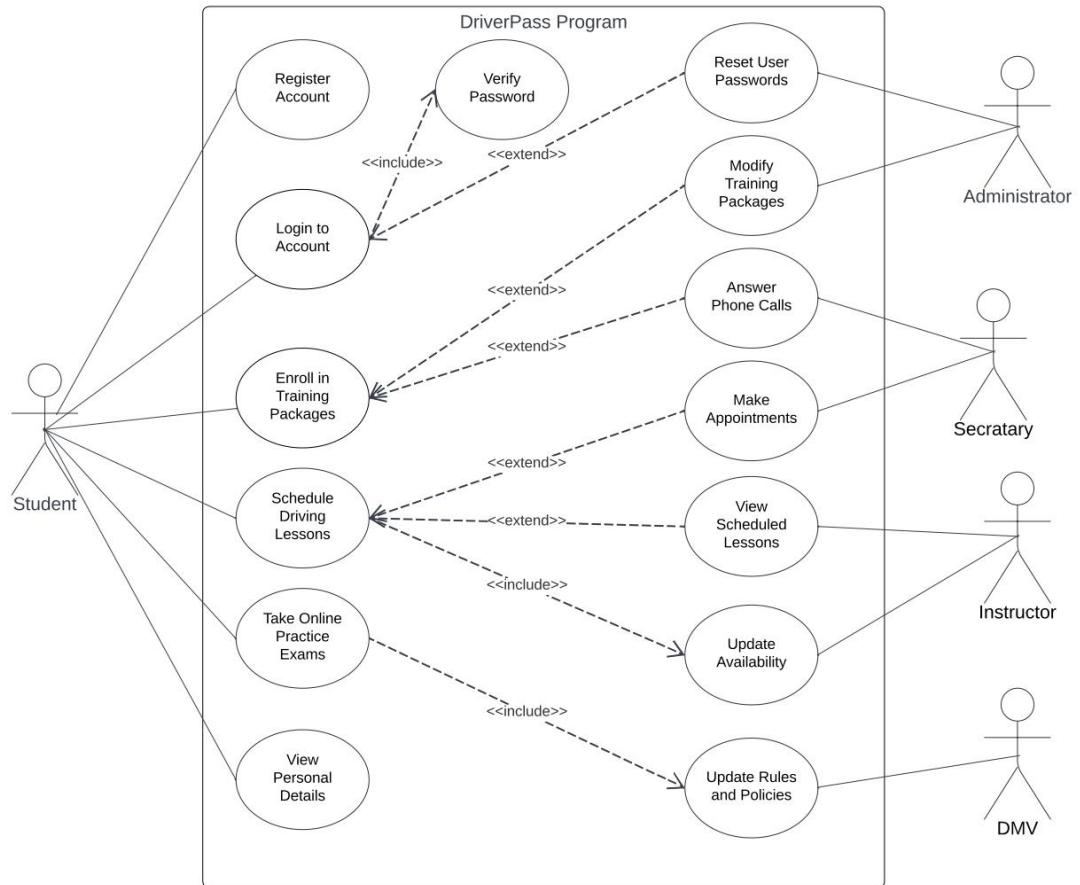 DriverPass Program
Register
Account
Verify
Password
Reset User
Passwords
<<include>>
<<extend>>
Modify
Training
Packages
Administrator
Login to
Account
<<extend>>
Answer
Phone Calls
<<extend>>
Enroll in
Training
Packages
Make
Appointments
Secratary
<<extend>>
Student
Schedule
Driving
Lessons
<<extend>>
View
Scheduled
Lessons
<<include>>
Instructor
Take Online
Practice
Exams
Update
Availability
<<include>>
View
Personal
Details
Update Rules
and Policies
DMV